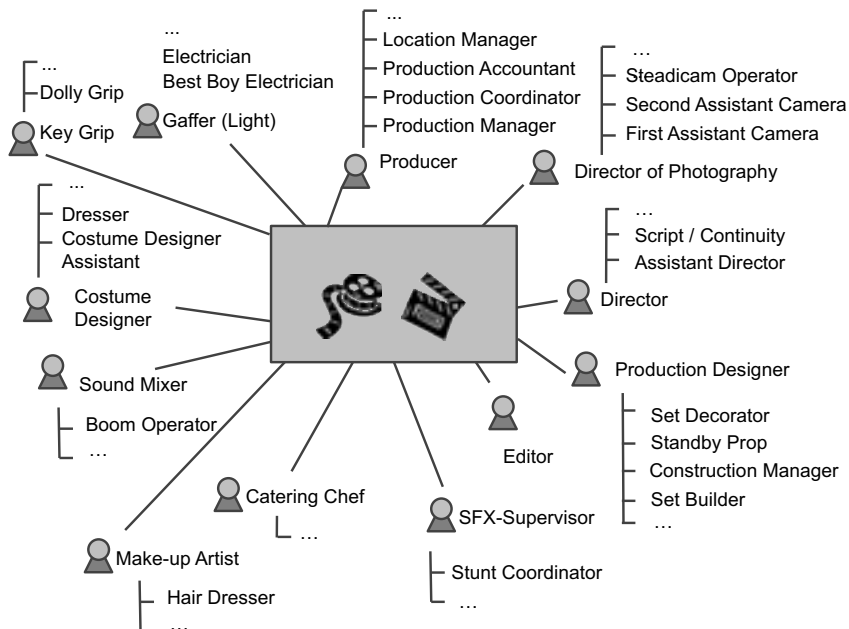 ...
Dolly Grip
Key Grip
...
Electrician
Best Boy Electrician
Gaffer (Light)
...
Location Manager
Production Accountant
Production Coordinator
Production Manager
Producer
...
Steadicam Operator
Second Assistant Camera
First Assistant Camera
Director of Photography
...
Dresser
Costume Designer
Assistant
Costume
Designer
...
Script / Continuity
Assistant Director
Director
Sound Mixer
Boom Operator
...
Production Designer
Set Decorator
Standby Prop
Construction Manager
Set Builder
...
Editor
Catering Chef
...
SFX-Supervisor
Stunt Coordinator
...
Make-up Artist
Hair Dresser
...